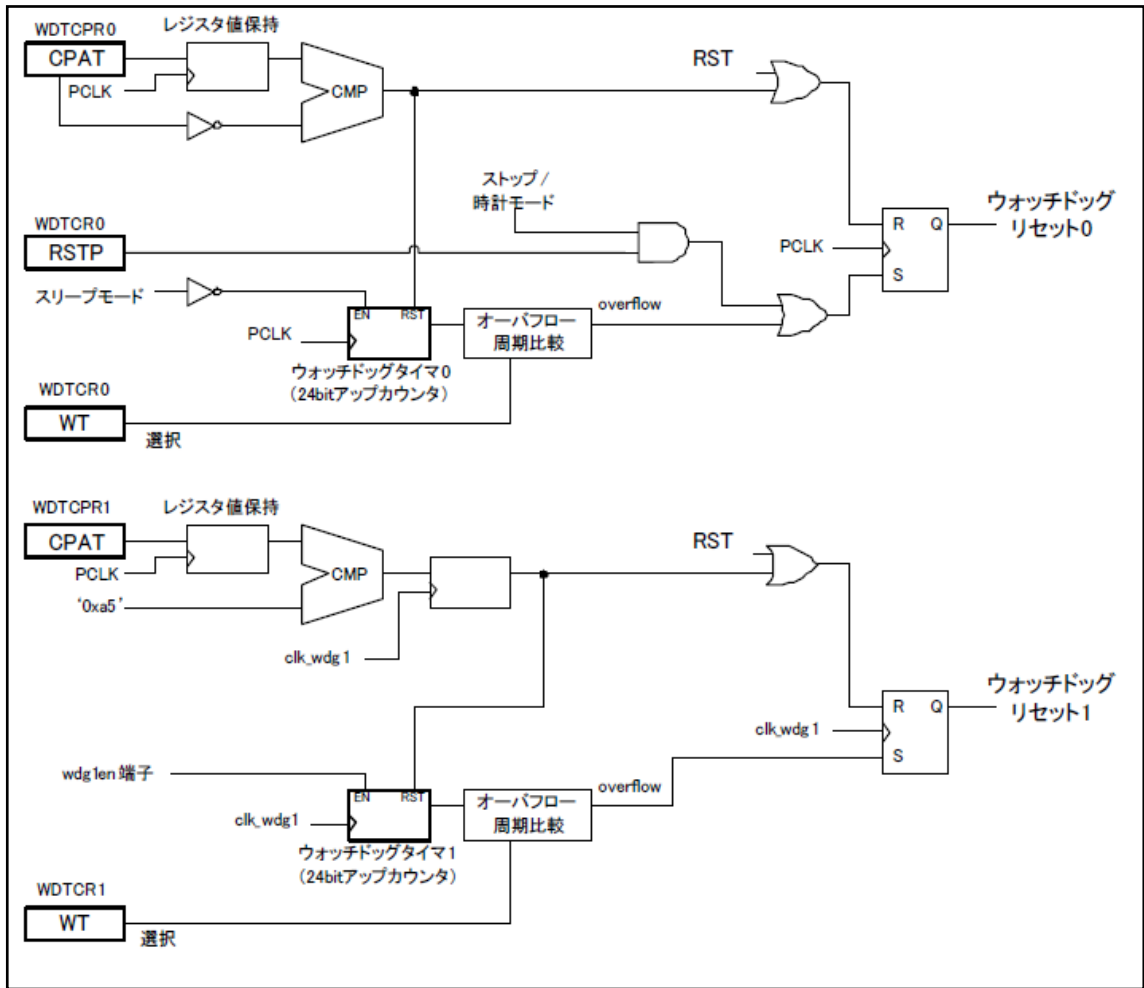 WDTCPR0
レジスタ値保持
CPAT
PCLK
CMP
RST
ストップ/
時計モード
WDTCR0
RSTP
スリープモード
EN
RST
PCLK
オーバフロー
周期比較
overflow
ウォッチドッグタイマ0
(24bitアップカウンタ)
R
Q
PCLK
S
ウォッチドッグ
リセット0
WDTCR0
WT
選択
WDTCPR1
レジスタ値保持
CPAT
PCLK
CMP
‘0xa5’
clk_wdg1
RST
wdg1en 端子
EN
RST
clk_wdg1
オーバフロー
周期比較
overflow
ウォッチドッグタイマ1
(24bitアップカウンタ)
R
Q
clk_wdg1
S
ウォッチドッグ
リセット1
WDTCR1
WT
選択